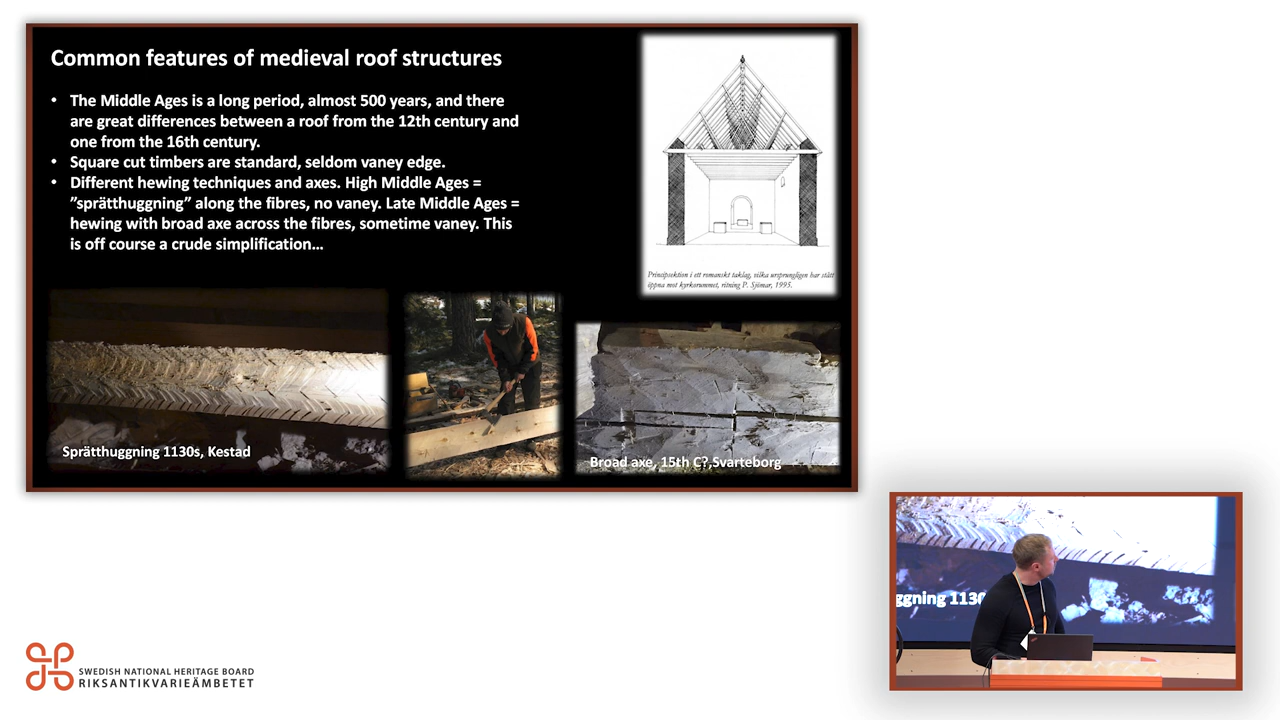 Common features of medieval roof structures
• The Middle Ages is a long period, almost 500 years, and there
are great differences between a roof from the 12th century and
one from the 16th century.
• Square cut timbers are standard, seldom vaney edge.
• Different hewing techniques and axes. High Middle Ages =
”sprätthuggning” along the fibres, no vaney. Late Middle Ages =
hewing with broad axe across the fibres, sometime vaney. This
is off course a crude simplification…
Principsektion i ett romanskt taklag, vilka ursprungligen har stått
öppna mot kyrkorummet, ritning P. Sjömar, 1995.
Sprätthuggning 1130s, Kestad
Broad axe, 15th C?,Svarteborg
ggning 1130
SWEDISH NATIONAL HERITAGE BOARD
RIKSANTIKVARIEÄMBETET